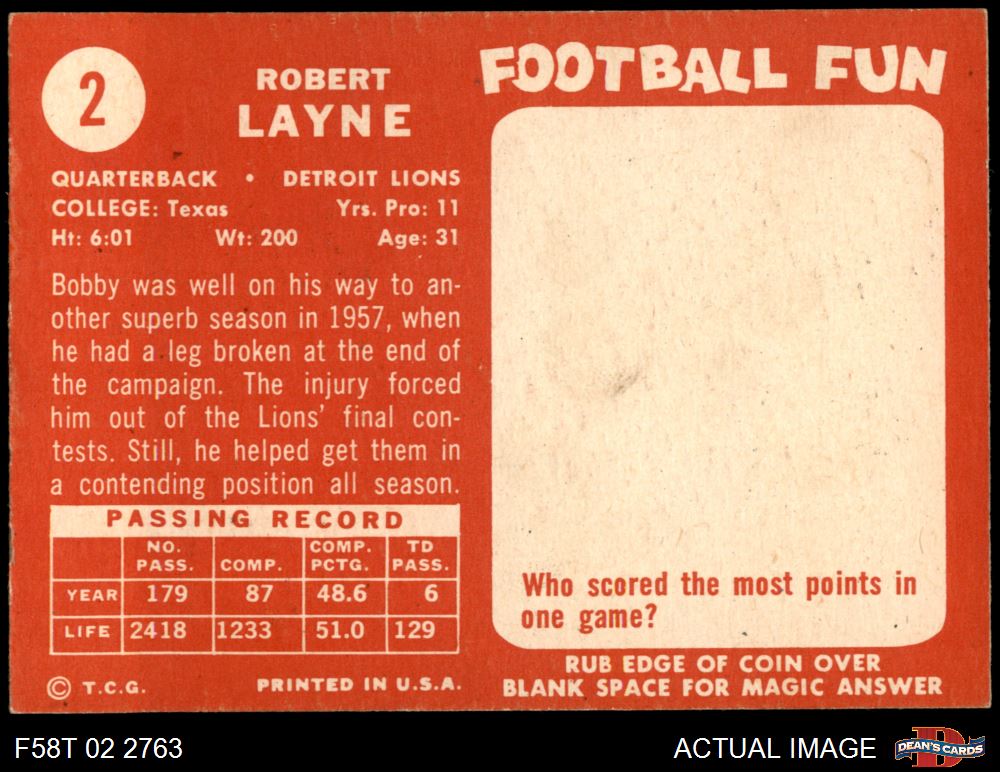 2
ROBERT
LAYNE
QUARTERBACK • DETROIT LIONS
COLLEGE: Texas Yrs. Pro: 11
Ht: 6:01 Wt: 200 Age: 31
Bobby was well on his way to an-
other superb season in 1957, when
he had a leg broken at the end of
the campaign. The injury forced
him out of the Lions' final con-
tests. Still, he helped get them in
a contending position all season.
PASSING RECORD
NO. PASS. COMP. COMP. PCTG. TD PASS.
YEAR 179 87 48.6 6
LIFE 2418 1233 51.0 129
© T.C.G. PRINTED IN U.S.A.
FOOTBALL FUN
Who scored the most points in
one game?
RUB EDGE OF COIN OVER
BLANK SPACE FOR MAGIC ANSWER
F58T 02 2763 ACTUAL IMAGE
DEAN'S CARDS